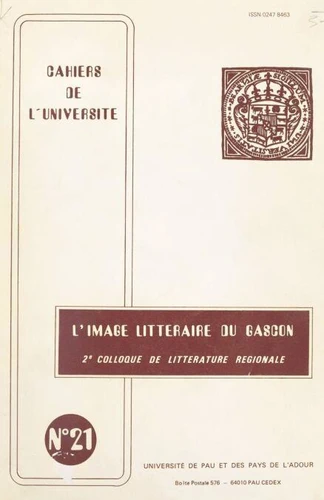 ISSN 0247 8463
CAHIERS
DE
L'UNIVERSITE
L'IMAGE LITTERAIRE DU GASCON
2e COLLOQUE DE LITTERATURE REGIONALE
N°21
UNIVERSITÉ DE PAU ET DES PAYS DE L'ADOUR
Boîte Postale 576 – 64010 PAU CEDEX